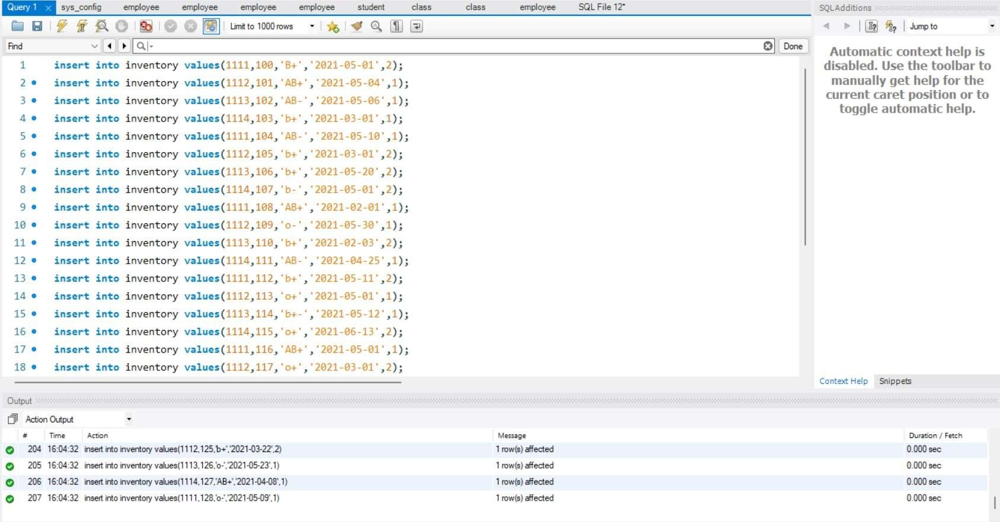 Query 1 sys_config employee employee employee employee student class class employee SQL File 12*
SQLAdditions
Limit to 1000 rows
Jump to
Find Done
Automatic context help is
disabled. Use the toolbar to
manually get help for the
current caret position or to
toggle automatic help.
1 insert into inventory values(1111,100,'B+','2021-05-01',2);
2 insert into inventory values(1112,101,'AB+','2021-05-04',1);
3 insert into inventory values(1113,102,'AB-','2021-05-06',1);
4 insert into inventory values(1114,103,'b+','2021-03-01',1);
5 insert into inventory values(1111,104,'AB-','2021-05-10',1);
6 insert into inventory values(1112,105,'b+','2021-03-01',2);
7 insert into inventory values(1113,106,'b+','2021-05-20',2);
8 insert into inventory values(1114,107,'b-','2021-05-01',2);
9 insert into inventory values(1111,108,'AB+','2021-02-01',1);
10 insert into inventory values(1112,109,'o-','2021-05-30',1);
11 insert into inventory values(1113,110,'b+','2021-02-03',2);
12 insert into inventory values(1114,111,'AB-','2021-04-25',1);
13 insert into inventory values(1111,112,'b+','2021-05-11',2);
14 insert into inventory values(1112,113,'o+','2021-05-01',1);
15 insert into inventory values(1113,114,'b+-','2021-05-12',1);
16 insert into inventory values(1114,115,'o+','2021-06-13',2);
17 insert into inventory values(1111,116,'AB+','2021-05-01',1);
18 insert into inventory values(1112,117,'o+','2021-03-01',2);
Context Help Snippets
Output
Action Output
# Time Action Message Duration / Fetch
204 16:04:32 insert into inventory values(1112,125,'b+','2021-03-22',2) 1 row(s) affected 0.000 sec
205 16:04:32 insert into inventory values(1113,126,'o-','2021-05-23',1) 1 row(s) affected 0.000 sec
206 16:04:32 insert into inventory values(1114,127,'AB+','2021-04-08',1) 1 row(s) affected 0.000 sec
207 16:04:32 insert into inventory values(1111,128,'o-','2021-05-09',1) 1 row(s) affected 0.000 sec